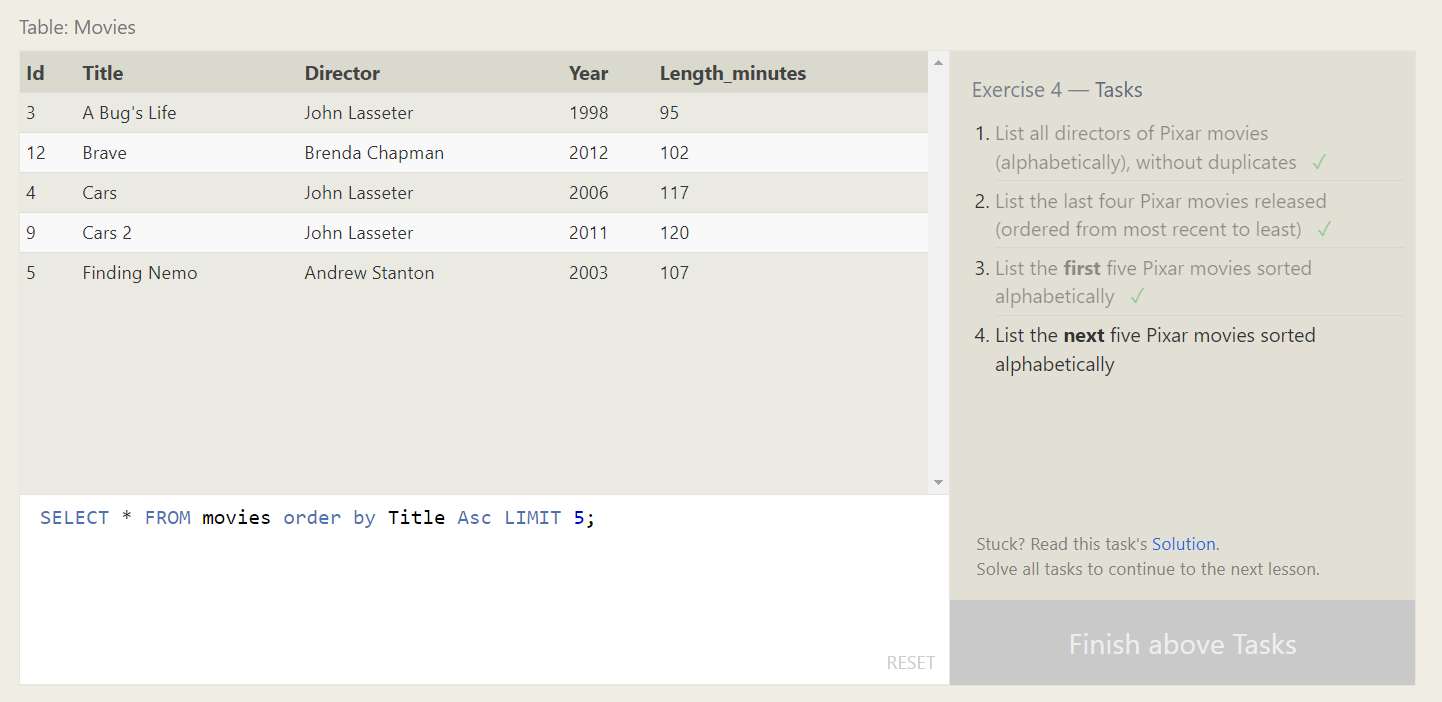 Table: Movies
Id Title Director Year Length_minutes
3 A Bug's Life John Lasseter 1998 95
12 Brave Brenda Chapman 2012 102
4 Cars John Lasseter 2006 117
9 Cars 2 John Lasseter 2011 120
5 Finding Nemo Andrew Stanton 2003 107
SELECT * FROM movies order by Title Asc LIMIT 5;
RESET
Exercise 4 — Tasks
1. List all directors of Pixar movies
(alphabetically), without duplicates ✓
2. List the last four Pixar movies released
(ordered from most recent to least) ✓
3. List the first five Pixar movies sorted
alphabetically ✓
4. List the next five Pixar movies sorted
alphabetically
Stuck? Read this task's Solution.
Solve all tasks to continue to the next lesson.
Finish above Tasks